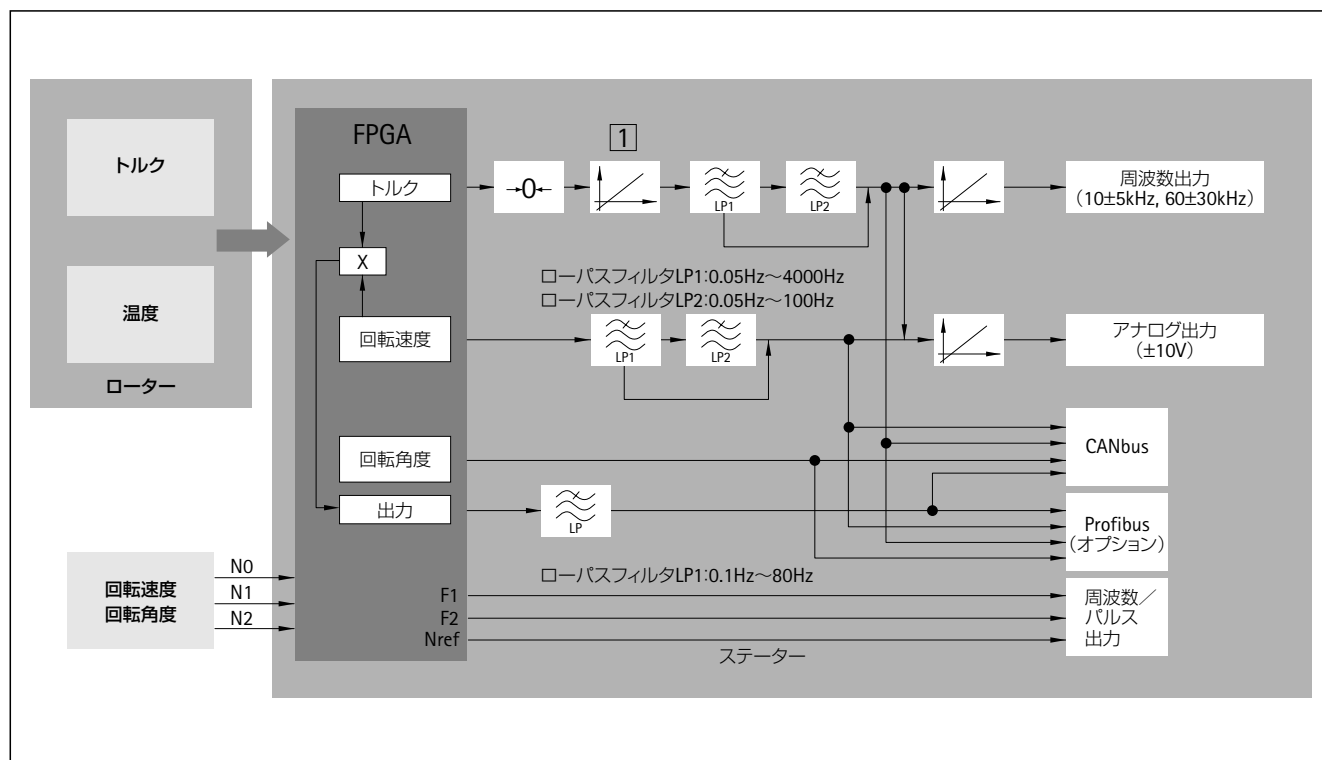 トルク
温度
ローター
回転速度
回転角度
N0
N1
N2
FPGA
トルク
X
回転速度
回転角度
出力
F1
F2
Nref
→0←
1
LP1
LP2
ローパスフィルタLP1:0.05Hz～4000Hz
ローパスフィルタLP2:0.05Hz～100Hz
LP1
LP2
LP
ローパスフィルタLP1:0.1Hz～80Hz
ステーター
周波数出力
（10±5kHz, 60±30kHz）
アナログ出力
（±10V）
CANbus
Profibus
（オプション）
周波数／
パルス
出力